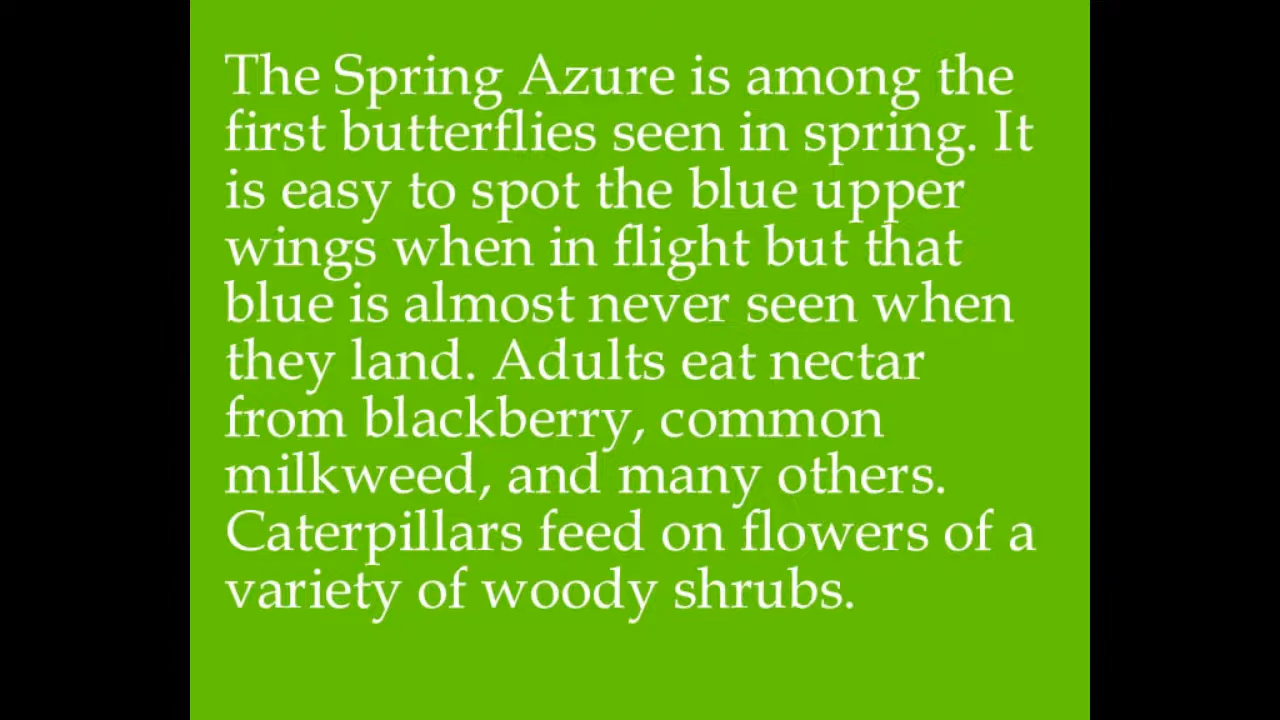 The Spring Azure is among the
first butterflies seen in spring. It
is easy to spot the blue upper
wings when in flight but that
blue is almost never seen when
they land. Adults eat nectar
from blackberry, common
milkweed, and many others.
Caterpillars feed on flowers of a
variety of woody shrubs.